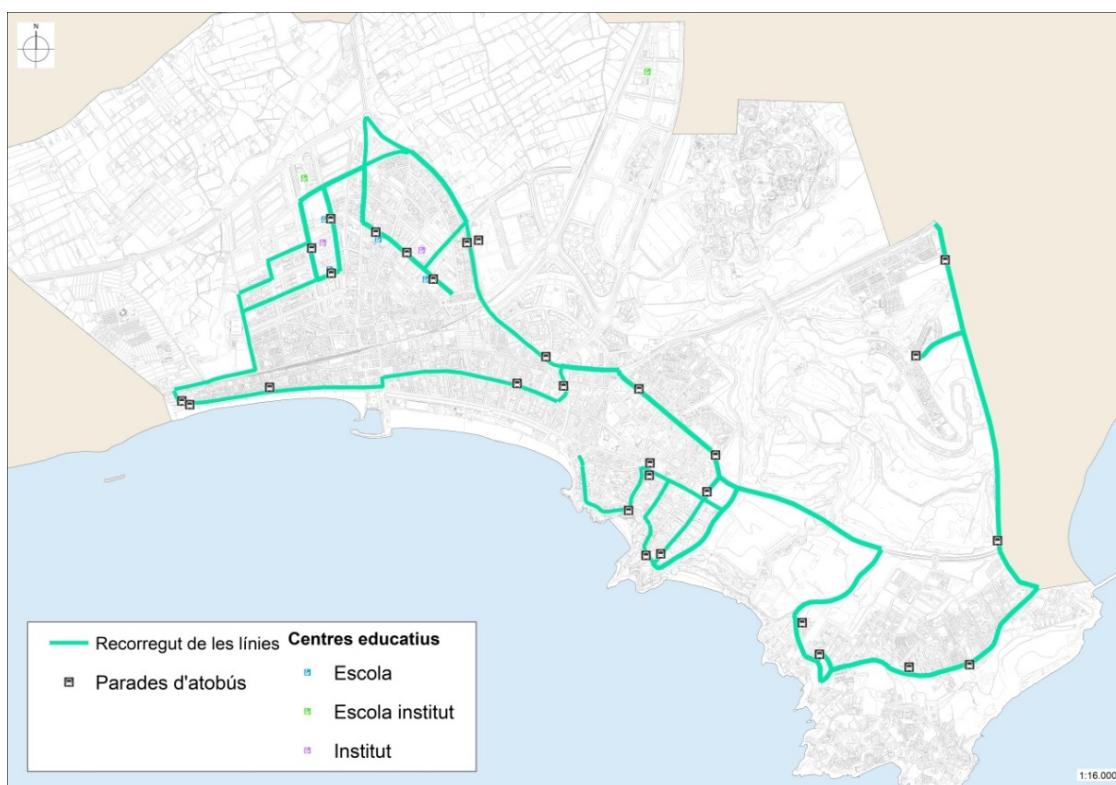 N
Recorregut de les línies
Parades d'atobús
Centres educatius
Escola
Escola institut
Institut
1:16.000